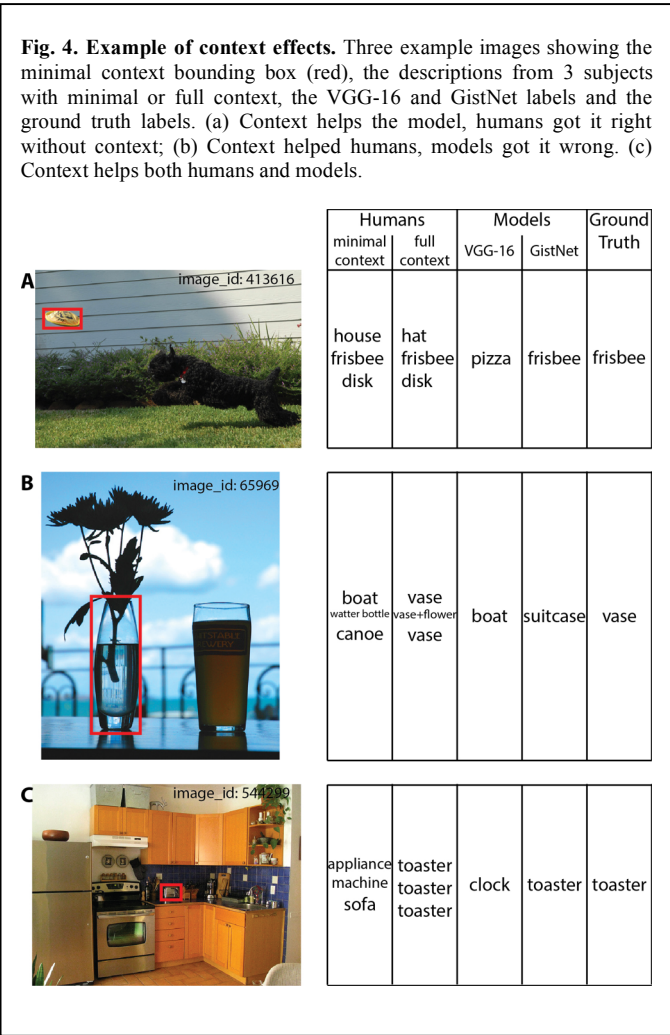 Fig. 4. Example of context effects. Three example images showing the
minimal context bounding box (red), the descriptions from 3 subjects
with minimal or full context, the VGG-16 and GistNet labels and the
ground truth labels. (a) Context helps the model, humans got it right
without context; (b) Context helped humans, models got it wrong. (c)
Context helps both humans and models.
Humans Models Ground
Truth
minimal
context
full
context
VGG-16 GistNet
A
image_id: 413616
house
frisbee
disk
hat
frisbee
disk
pizza
frisbee
frisbee
B
image_id: 65969
WERY
boat
watter bottle
canoe
vase
vase+flower
vase
boat
suitcase
vase
C
image_id: 544299
appliance
machine
sofa
toaster
toaster
toaster
clock
toaster
toaster